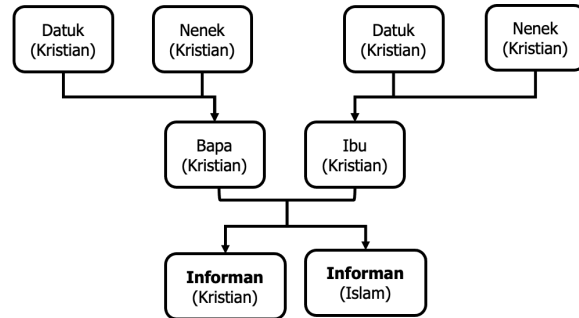 Datuk
(Kristian)
Nenek
(Kristian)
Datuk
(Kristian)
Nenek
(Kristian)
Bapa
(Kristian)
Ibu
(Kristian)
Informan
(Kristian)
Informan
(Islam)